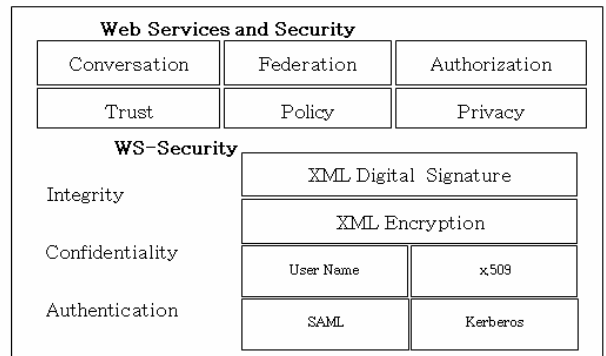 Web Services and Security
Conversation Federation Authorization
Trust Policy Privacy
WS-Security
XML Digital Signature
Integrity
XML Encryption
Confidentiality
User Name x,509
Authentication
SAML Kerberos